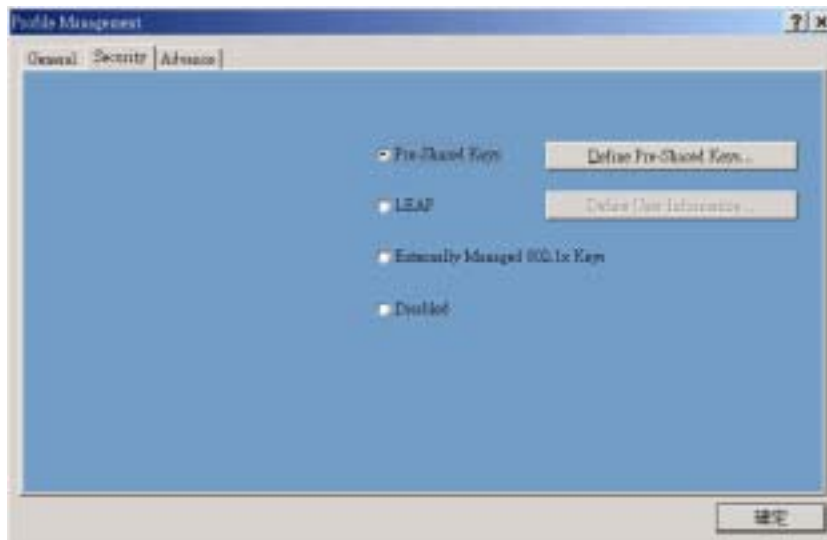 Profile Management
General Security Advance
Pre-Shared Keys Define Pre-Shared Keys...
LEAP Define User Information...
Externally Managed 802.1x Keys
Disabled
確定